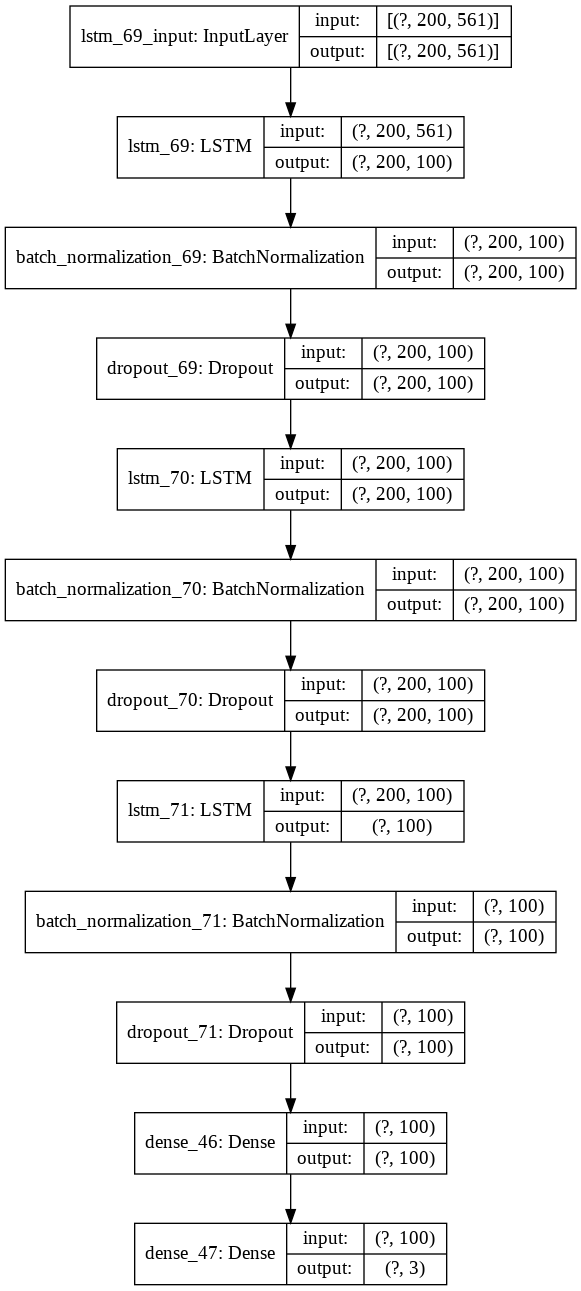 lstm_69_input: InputLayer
input:
[(?, 200, 561)]
output:
[(?, 200, 561)]
lstm_69: LSTM
input:
(?, 200, 561)
output:
(?, 200, 100)
batch_normalization_69: BatchNormalization
input:
(?, 200, 100)
output:
(?, 200, 100)
dropout_69: Dropout
input:
(?, 200, 100)
output:
(?, 200, 100)
lstm_70: LSTM
input:
(?, 200, 100)
output:
(?, 200, 100)
batch_normalization_70: BatchNormalization
input:
(?, 200, 100)
output:
(?, 200, 100)
dropout_70: Dropout
input:
(?, 200, 100)
output:
(?, 200, 100)
lstm_71: LSTM
input:
(?, 200, 100)
output:
(?, 100)
batch_normalization_71: BatchNormalization
input:
(?, 100)
output:
(?, 100)
dropout_71: Dropout
input:
(?, 100)
output:
(?, 100)
dense_46: Dense
input:
(?, 100)
output:
(?, 100)
dense_47: Dense
input:
(?, 100)
output:
(?, 3)